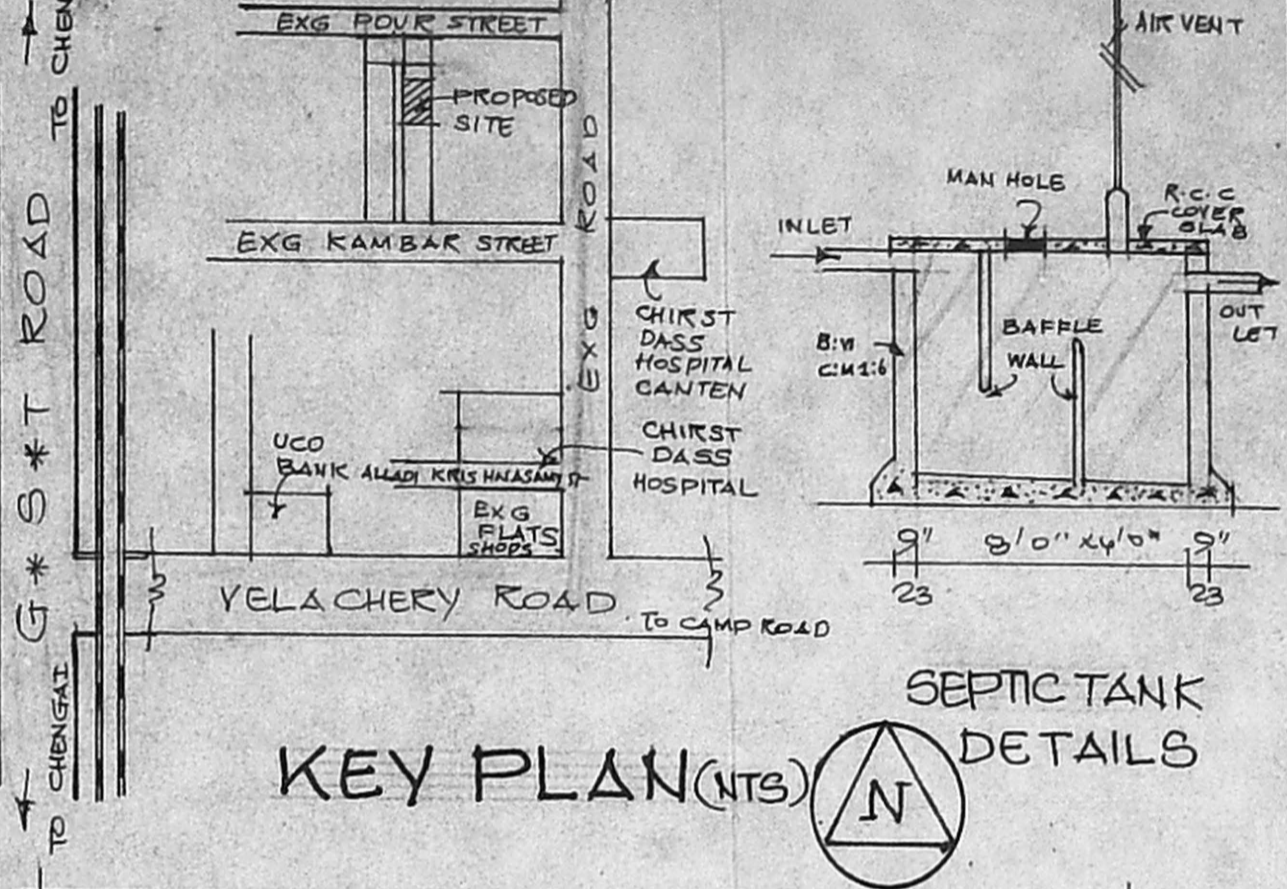 EXG POUR STREET
TO CHEN
PROPOSED
SITE
EXG ROAD
EXG KAMBAR STREET
G*S*T ROAD
CHIRST
DASS
HOSPITAL
CANTEN
CHIRST
DASS
HOSPITAL
UCO
BANK
ALLADI KRISHNASAMY ST
EXG
FLATS
SHOPS
VELACHERY ROAD
TO CAMP ROAD
TO CHENGAI
KEY PLAN (NTS)
N
AIR VENT
MAN HOLE
R.C.C
COVER
SLAB
INLET
OUT
LET
BAFFLE
WALL
B:W
C:M 1:6
9" 8'0" x 4'0" 9"
23 23
SEPTIC TANK
DETAILS